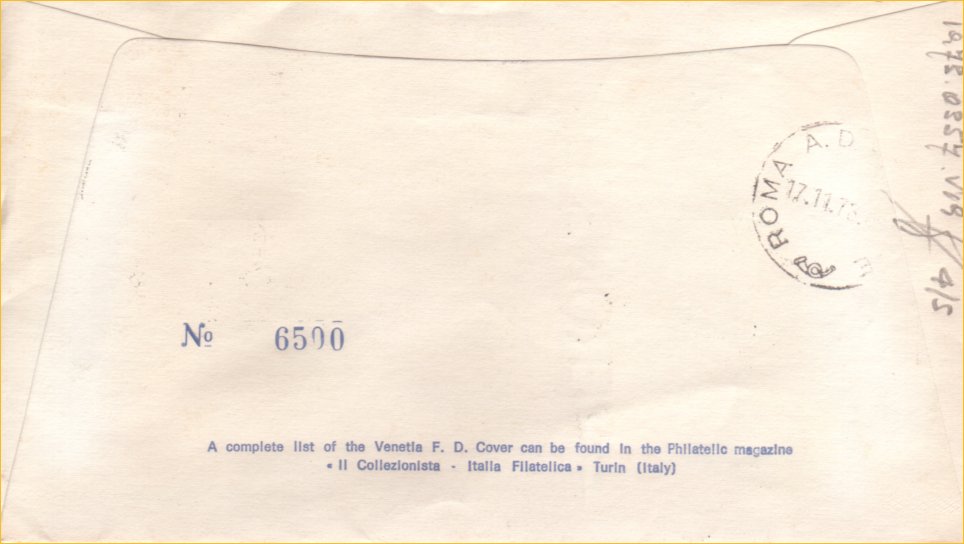 ROMA A.D.
17.11.73
№ 6500
A complete list of the Venetia F. D. Cover can be found in the Philatelic magazine
« Il Collezionista - Italia Filatelica » Turin (Italy)